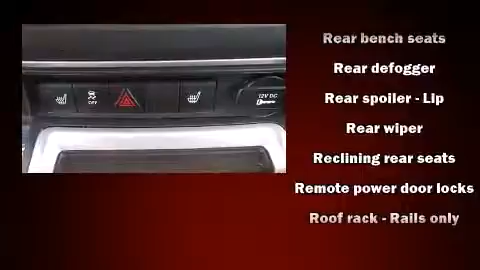 OFF
12V DC
Rear bench seats
Rear defogger
Rear spoiler - Lip
Rear wiper
Reclining rear seats
Remote power door locks
Roof rack - Rails only